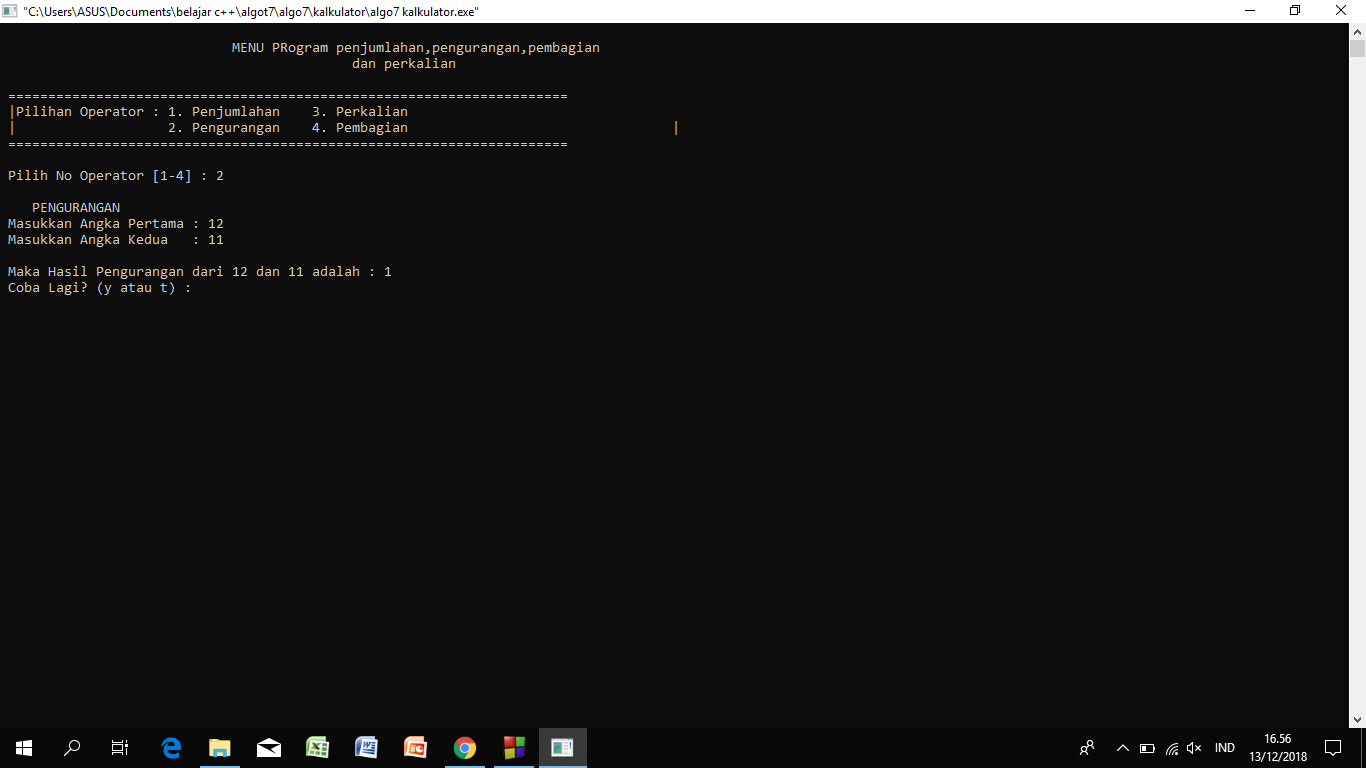 "C:\Users\ASUS\Documents\belajar c++\algot7\algo7\kalkulator\algo7 kalkulator.exe"
MENU PRogram penjumlahan,pengurangan,pembagian
dan perkalian
======================================================================
|Pilihan Operator : 1. Penjumlahan    3. Perkalian
|                   2. Pengurangan    4. Pembagian                                 |
======================================================================
Pilih No Operator [1-4] : 2
PENGURANGAN
Masukkan Angka Pertama : 12
Masukkan Angka Kedua   : 11
Maka Hasil Pengurangan dari 12 dan 11 adalah : 1
Coba Lagi? (y atau t) :
IND
16.56
13/12/2018